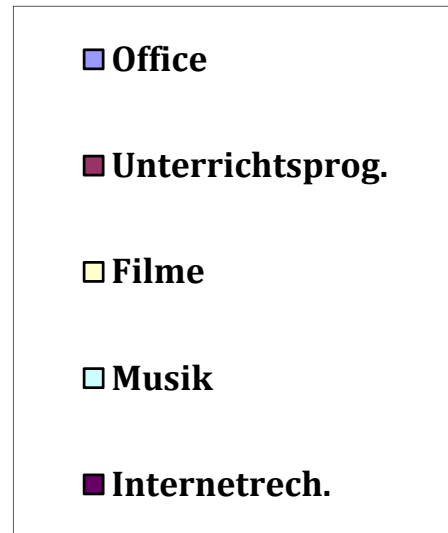 Office
Unterrichtsprog.
Filme
Musik
Internetrech.